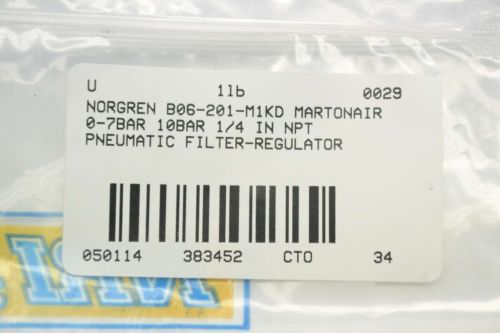 U 1lb 0029
NORGREN B06-201-M1KD MARTONAIR
0-7BAR 10BAR 1/4 IN NPT
PNEUMATIC FILTER-REGULATOR
050114 383452 CTO 34